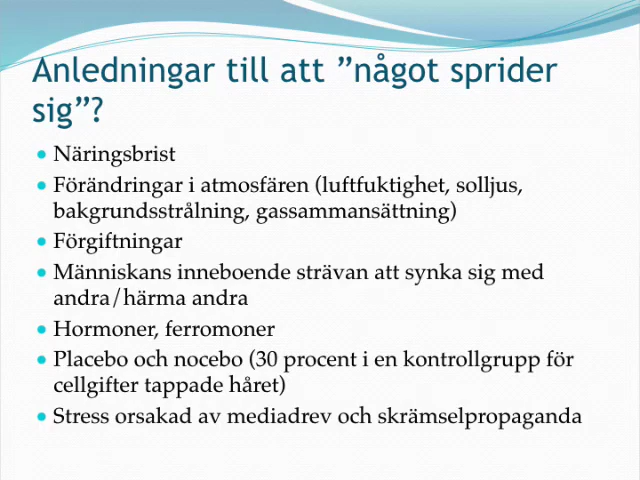 Anledningar till att ”något sprider
sig”?
Näringsbrist
Förändringar i atmosfären (luftfuktighet, solljus,
bakgrundsstrålning, gassammansättning)
Förgiftningar
Människans inneboende strävan att synka sig med
andra/härma andra
Hormoner, ferromoner
Placebo och nocebo (30 procent i en kontrollgrupp för
cellgifter tappade håret)
Stress orsakad av mediadrev och skrämselpropaganda